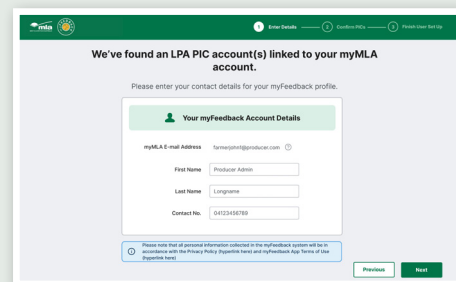 mla
1 Enter Details 2 Confirm PICs 3 Finish User Set Up
We've found an LPA PIC account(s) linked to your myMLA
account.
Please enter your contact details for your myFeedback profile.
Your myFeedback Account Details
myMLA E-mail Address farmerjohnf@producer.com ?
First Name Producer Admin
Last Name Longname
Contact No. 04123456789
Please note that all personal information collected in the myFeedback system will be in
accordance with the Privacy Policy (hyperlink here) and myFeedback App Terms of Use
(hyperlink here)
Previous Next